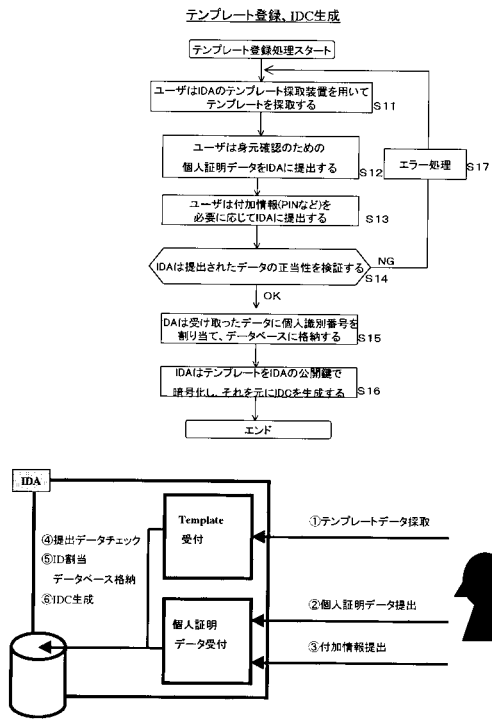 テンプレート登録、IDC生成
テンプレート登録処理スタート
ユーザはIDAのテンプレート採取装置を用いて
テンプレートを採取する
S11
ユーザは身元確認のための
個人証明データをIDAに提出する
S12
エラー処理
S17
ユーザは付加情報(PINなど)を
必要に応じてIDAに提出する
S13
IDAは提出されたデータの正当性を検証する
NG
S14
OK
DAは受け取ったデータに個人識別番号を
割り当て、データベースに格納する
S15
IDAはテンプレートをIDAの公開鍵で
暗号化し、それを元にIDCを生成する
S16
エンド
IDA
Template
受付
①テンプレートデータ採取
④提出データチェック
⑤ID割当
データベース格納
⑥IDC生成
②個人証明データ提出
個人証明
データ受付
③付加情報提出